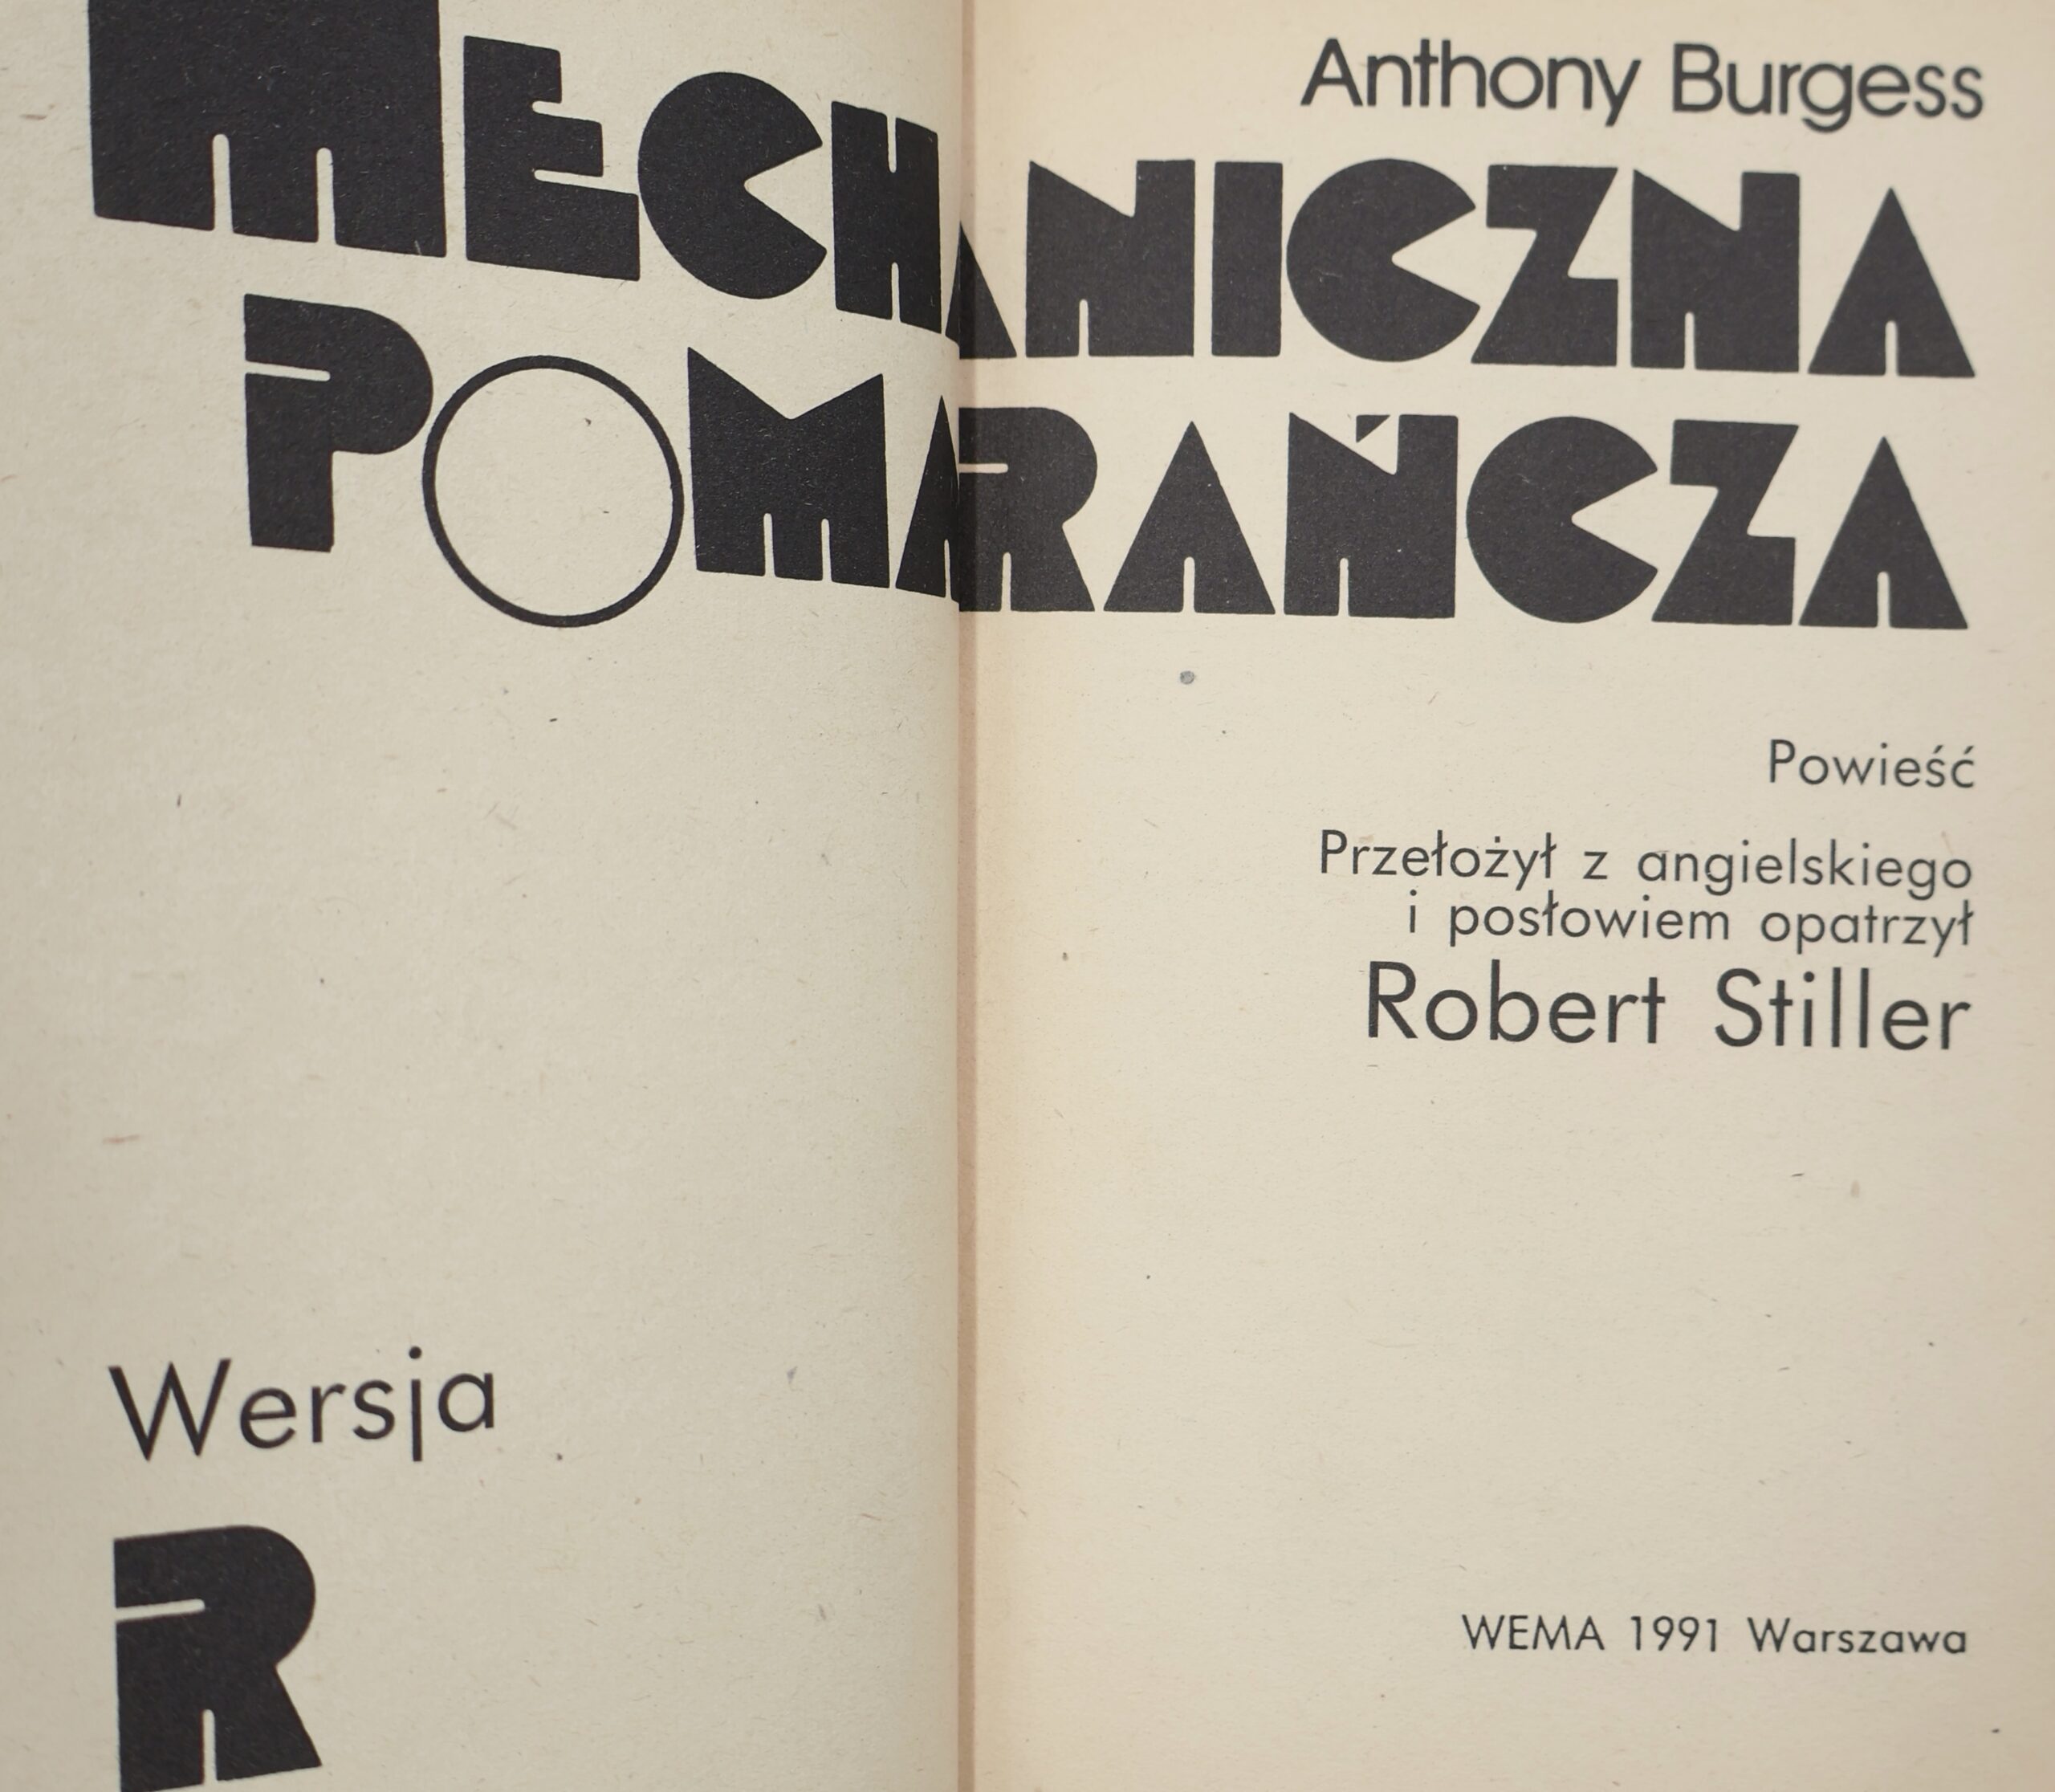 Anthony Burgess
MECHANICZNA
POMARAŃCZA
Powieść
Przełożył z angielskiego
i posłowiem opatrzył
Robert Stiller
Wersja
R
WEMA 1991 Warszawa